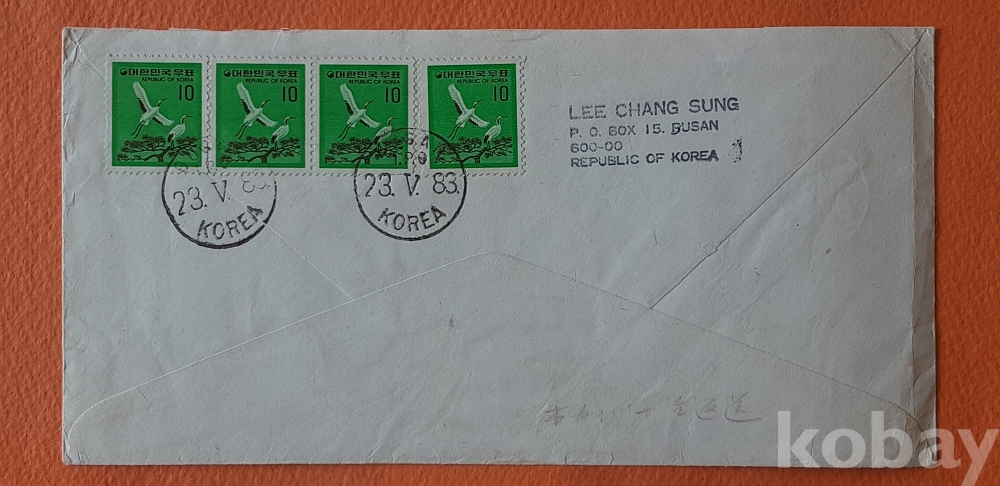 대한민국우표
REPUBLIC OF KOREA
10
대한민국우표
REPUBLIC OF KOREA
10
대한민국우표
REPUBLIC OF KOREA
10
대한민국우표
REPUBLIC OF KOREA
10
LEE CHANG SUNG
P. O. BOX 15. BUSAN
600-00
REPUBLIC OF KOREA
23. V. 83
KOREA
23. V. 83.
KOREA
kobay